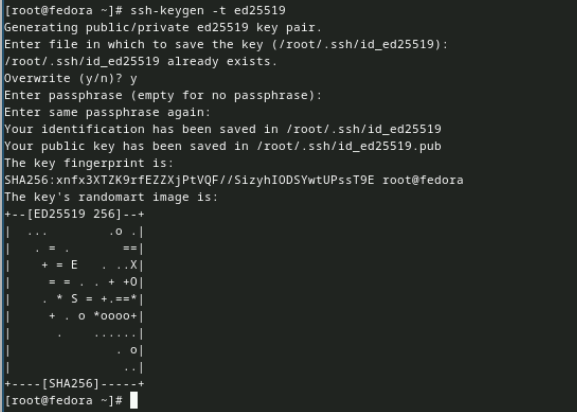 [root@fedora ~]# ssh-keygen -t ed25519
Generating public/private ed25519 key pair.
Enter file in which to save the key (/root/.ssh/id_ed25519):
/root/.ssh/id_ed25519 already exists.
Overwrite (y/n)? y
Enter passphrase (empty for no passphrase):
Enter same passphrase again:
Your identification has been saved in /root/.ssh/id_ed25519
Your public key has been saved in /root/.ssh/id_ed25519.pub
The key fingerprint is:
SHA256:xnfx3XTZK9rfEZZXjPtVQF//SizyhIODSYwtUPssT9E root@fedora
The key's randomart image is:
+--[ED25519 256]--+
|  ...        .o .|
|   . = .       ==|
|    + = E   . ..X|
|     = = . . + +O|
|    . * S = +.==*|
|     + . o *oooo+|
|      .    ......|
|              . o|
|               ..|
+----[SHA256]-----+
[root@fedora ~]#